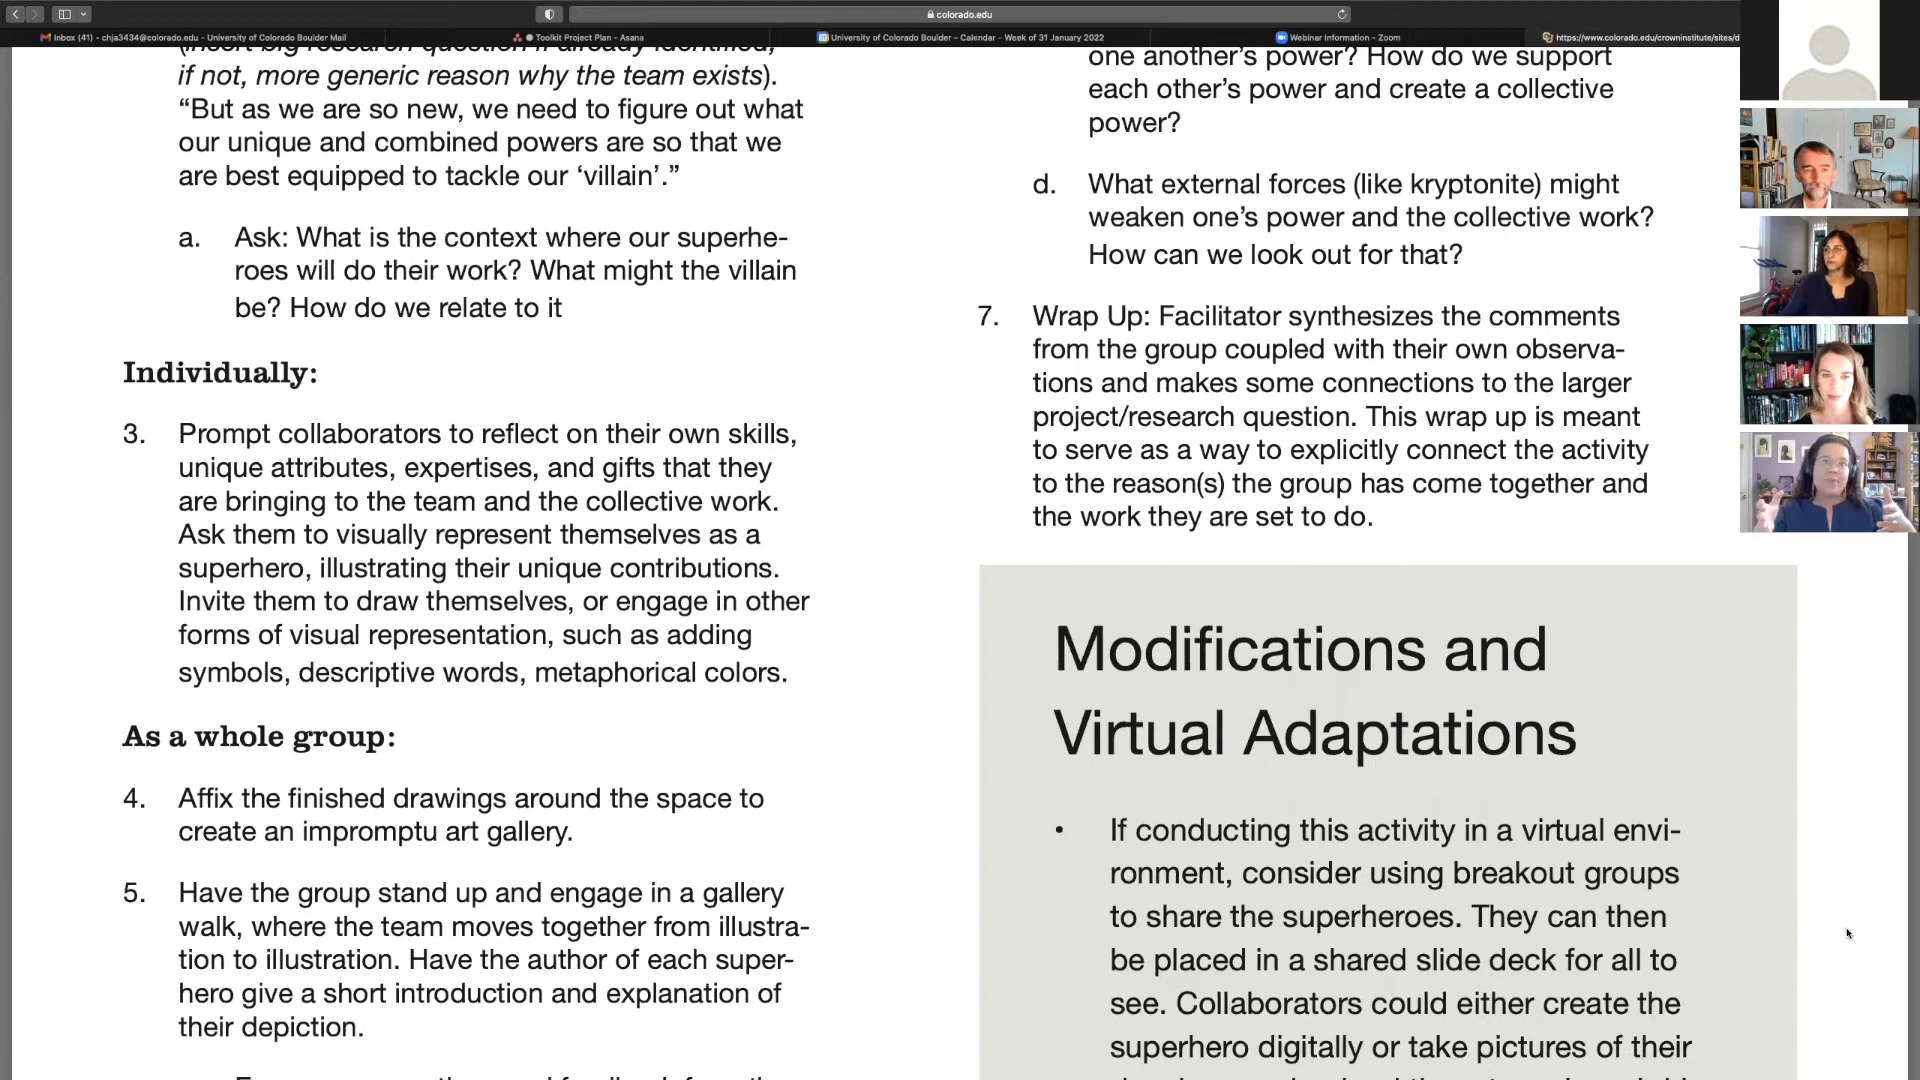 colorado.edu
Inbox (41) - chja3434@colorado.edu - University of Colorado Boulder Mail
Toolkit Project Plan - Asana
University of Colorado Boulder - Calendar - Week of 31 January 2022
Webinar Information - Zoom
https://www.colorado.edu/crowninstitute/sites/d
(insert big research question if already identified,
if not, more generic reason why the team exists).
“But as we are so new, we need to figure out what
our unique and combined powers are so that we
are best equipped to tackle our ‘villain’.”
a. Ask: What is the context where our superhe-
roes will do their work? What might the villain
be? How do we relate to it
Individually:
3. Prompt collaborators to reflect on their own skills,
unique attributes, expertises, and gifts that they
are bringing to the team and the collective work.
Ask them to visually represent themselves as a
superhero, illustrating their unique contributions.
Invite them to draw themselves, or engage in other
forms of visual representation, such as adding
symbols, descriptive words, metaphorical colors.
As a whole group:
4. Affix the finished drawings around the space to
create an impromptu art gallery.
5. Have the group stand up and engage in a gallery
walk, where the team moves together from illustra-
tion to illustration. Have the author of each super-
hero give a short introduction and explanation of
their depiction.
one another’s power? How do we support
each other’s power and create a collective
power?
d. What external forces (like kryptonite) might
weaken one’s power and the collective work?
How can we look out for that?
7. Wrap Up: Facilitator synthesizes the comments
from the group coupled with their own observa-
tions and makes some connections to the larger
project/research question. This wrap up is meant
to serve as a way to explicitly connect the activity
to the reason(s) the group has come together and
the work they are set to do.
Modifications and
Virtual Adaptations
• If conducting this activity in a virtual envi-
ronment, consider using breakout groups
to share the superheroes. They can then
be placed in a shared slide deck for all to
see. Collaborators could either create the
superhero digitally or take pictures of their